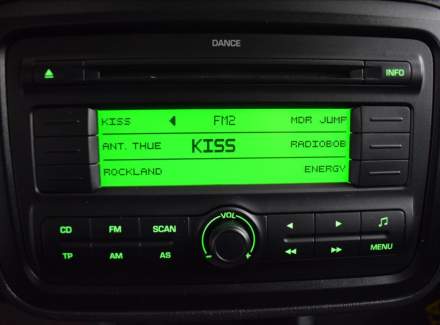 DANCE
INFO
KISS FM2 MDR JUMP
ANT. THUE KISS RADIOBOB
ROCKLAND ENERGY
VOL
CD FM SCAN
TP AM AS MENU